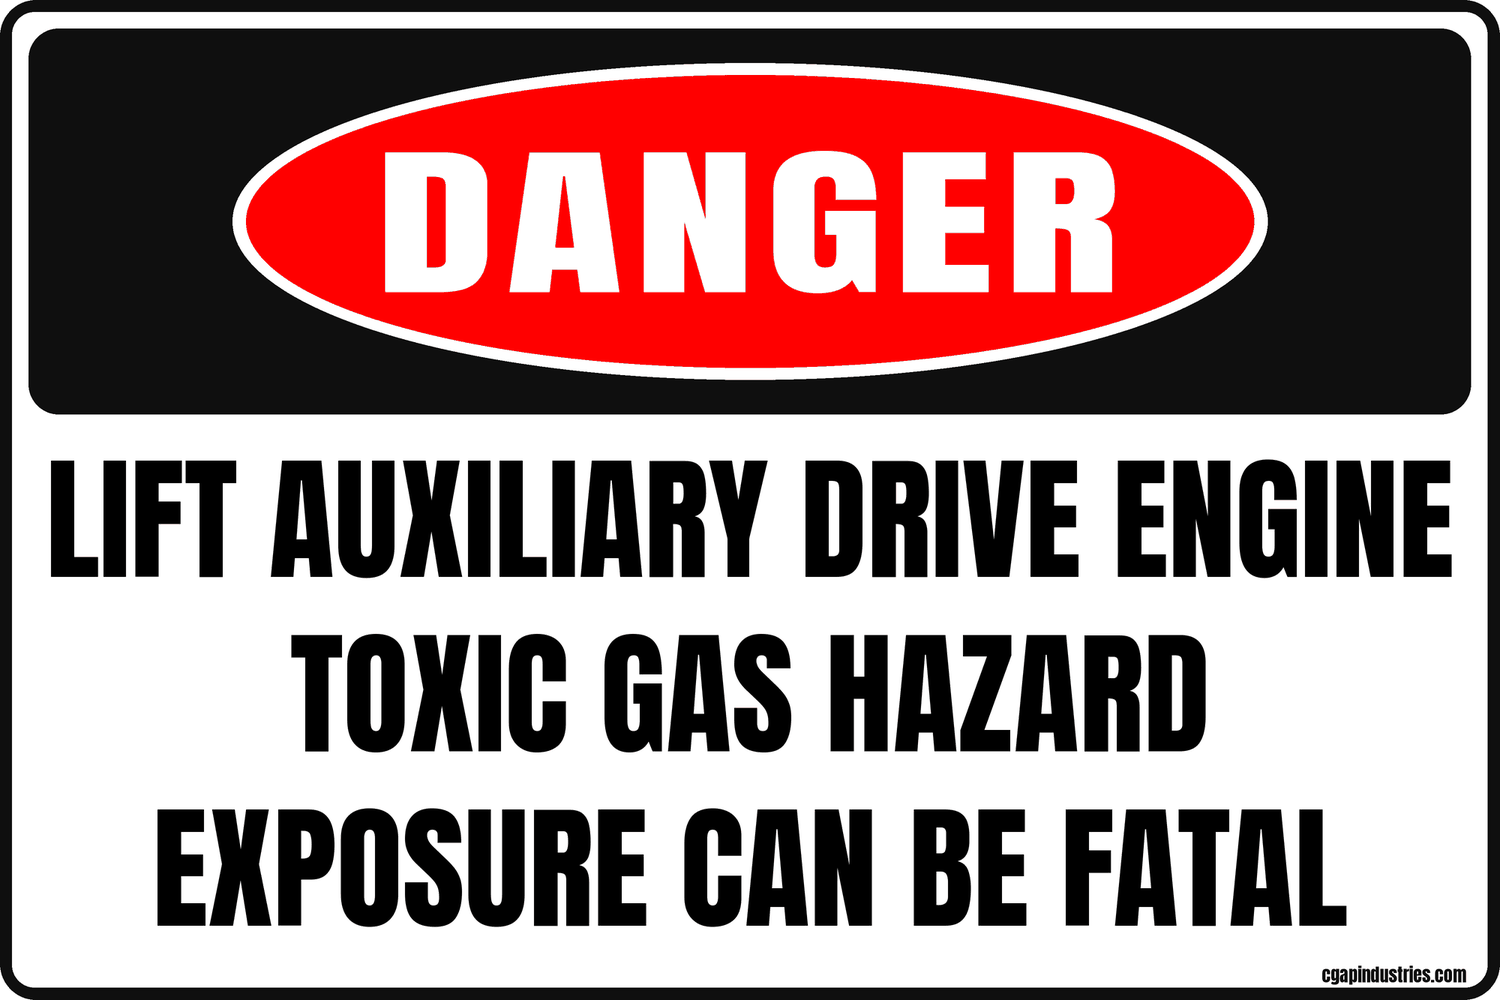 DANGER
LIFT AUXILIARY DRIVE ENGINE
TOXIC GAS HAZARD
EXPOSURE CAN BE FATAL
cgapindustries.com